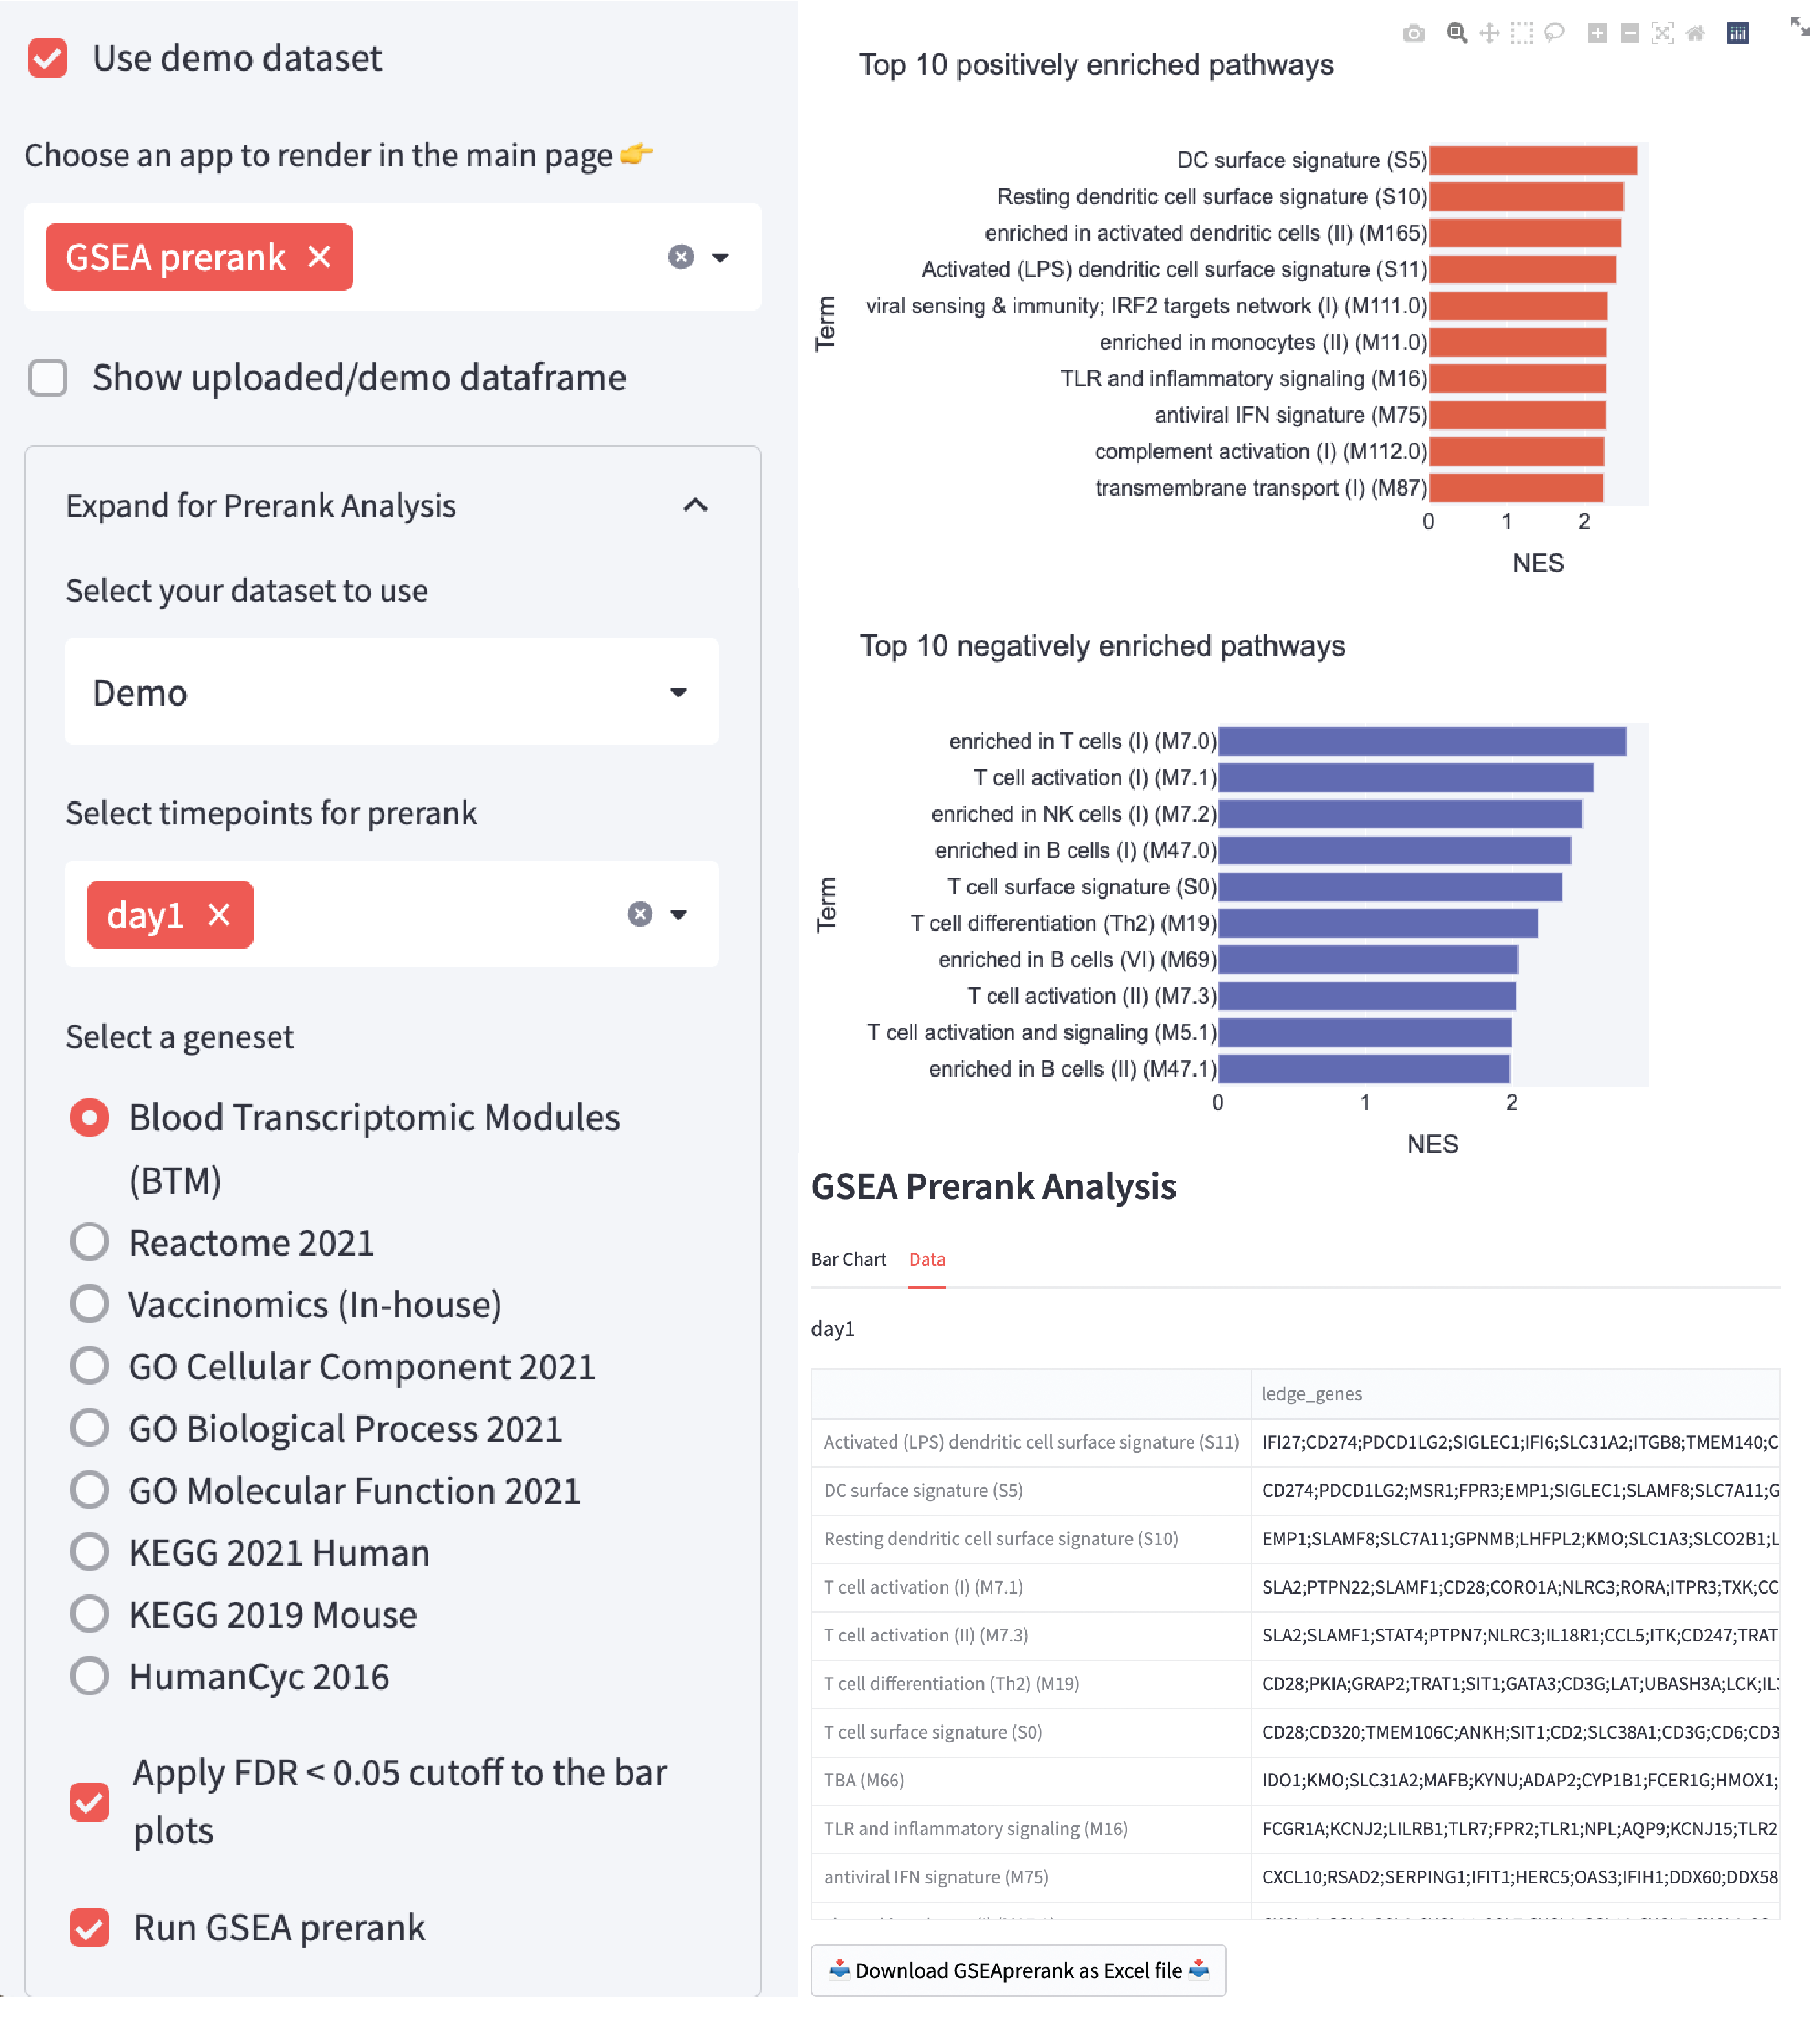 Use demo dataset
Choose an app to render in the main page 👉
GSEA prerank ×
Show uploaded/demo dataframe
Expand for Prerank Analysis
Select your dataset to use
Demo
Select timepoints for prerank
day1 ×
Select a geneset
Blood Transcriptomic Modules
(BTM)
Reactome 2021
Vaccinomics (In-house)
GO Cellular Component 2021
GO Biological Process 2021
GO Molecular Function 2021
KEGG 2021 Human
KEGG 2019 Mouse
HumanCyc 2016
Apply FDR < 0.05 cutoff to the bar
plots
Run GSEA prerank
Top 10 positively enriched pathways
Term
DC surface signature (S5)
Resting dendritic cell surface signature (S10)
enriched in activated dendritic cells (II) (M165)
Activated (LPS) dendritic cell surface signature (S11)
viral sensing & immunity; IRF2 targets network (I) (M111.0)
enriched in monocytes (II) (M11.0)
TLR and inflammatory signaling (M16)
antiviral IFN signature (M75)
complement activation (I) (M112.0)
transmembrane transport (I) (M87)
0 1 2
NES
Top 10 negatively enriched pathways
Term
enriched in T cells (I) (M7.0)
T cell activation (I) (M7.1)
enriched in NK cells (I) (M7.2)
enriched in B cells (I) (M47.0)
T cell surface signature (S0)
T cell differentiation (Th2) (M19)
enriched in B cells (VI) (M69)
T cell activation (II) (M7.3)
T cell activation and signaling (M5.1)
enriched in B cells (II) (M47.1)
0 1 2
NES
GSEA Prerank Analysis
Bar Chart Data
day1
ledge_genes
Activated (LPS) dendritic cell surface signature (S11) IFI27;CD274;PDCD1LG2;SIGLEC1;IFI6;SLC31A2;ITGB8;TMEM140;C
DC surface signature (S5) CD274;PDCD1LG2;MSR1;FPR3;EMP1;SIGLEC1;SLAMF8;SLC7A11;G
Resting dendritic cell surface signature (S10) EMP1;SLAMF8;SLC7A11;GPNMB;LHFPL2;KMO;SLC1A3;SLCO2B1;L
T cell activation (I) (M7.1) SLA2;PTPN22;SLAMF1;CD28;CORO1A;NLRC3;RORA;ITPR3;TXK;CC
T cell activation (II) (M7.3) SLA2;SLAMF1;STAT4;PTPN7;NLRC3;IL18R1;CCL5;ITK;CD247;TRAT
T cell differentiation (Th2) (M19) CD28;PKIA;GRAP2;TRAT1;SIT1;GATA3;CD3G;LAT;UBASH3A;LCK;
T cell surface signature (S0) CD28;CD320;TMEM106C;ANKH;SIT1;CD2;SLC38A1;CD3G;CD6;CD3
TBA (M66) IDO1;KMO;SLC31A2;MAFB;KYNU;ADAP2;CYP1B1;FCER1G;HMOX1;
TLR and inflammatory signaling (M16) FCGR1A;KCNJ2;LILRB1;TLR7;FPR2;TLR1;NPL;AQP9;KCNJ15;TLR2
antiviral IFN signature (M75) CXCL10;RSAD2;SERPING1;IFIT1;HERC5;OAS3;IFIH1;DDX60;DDX58
📥 Download GSEAprerank as Excel file 📥